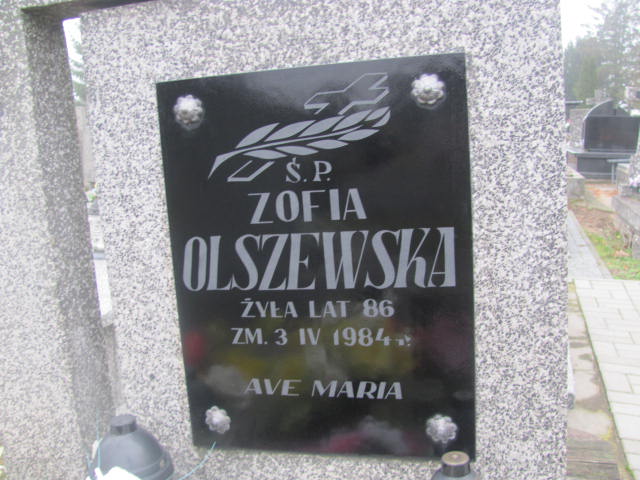 Ś.P.
ZOFIA
OLSZEWSKA
ŻYŁA LAT 86
ZM. 3 IV 1984 r.
AVE MARIA